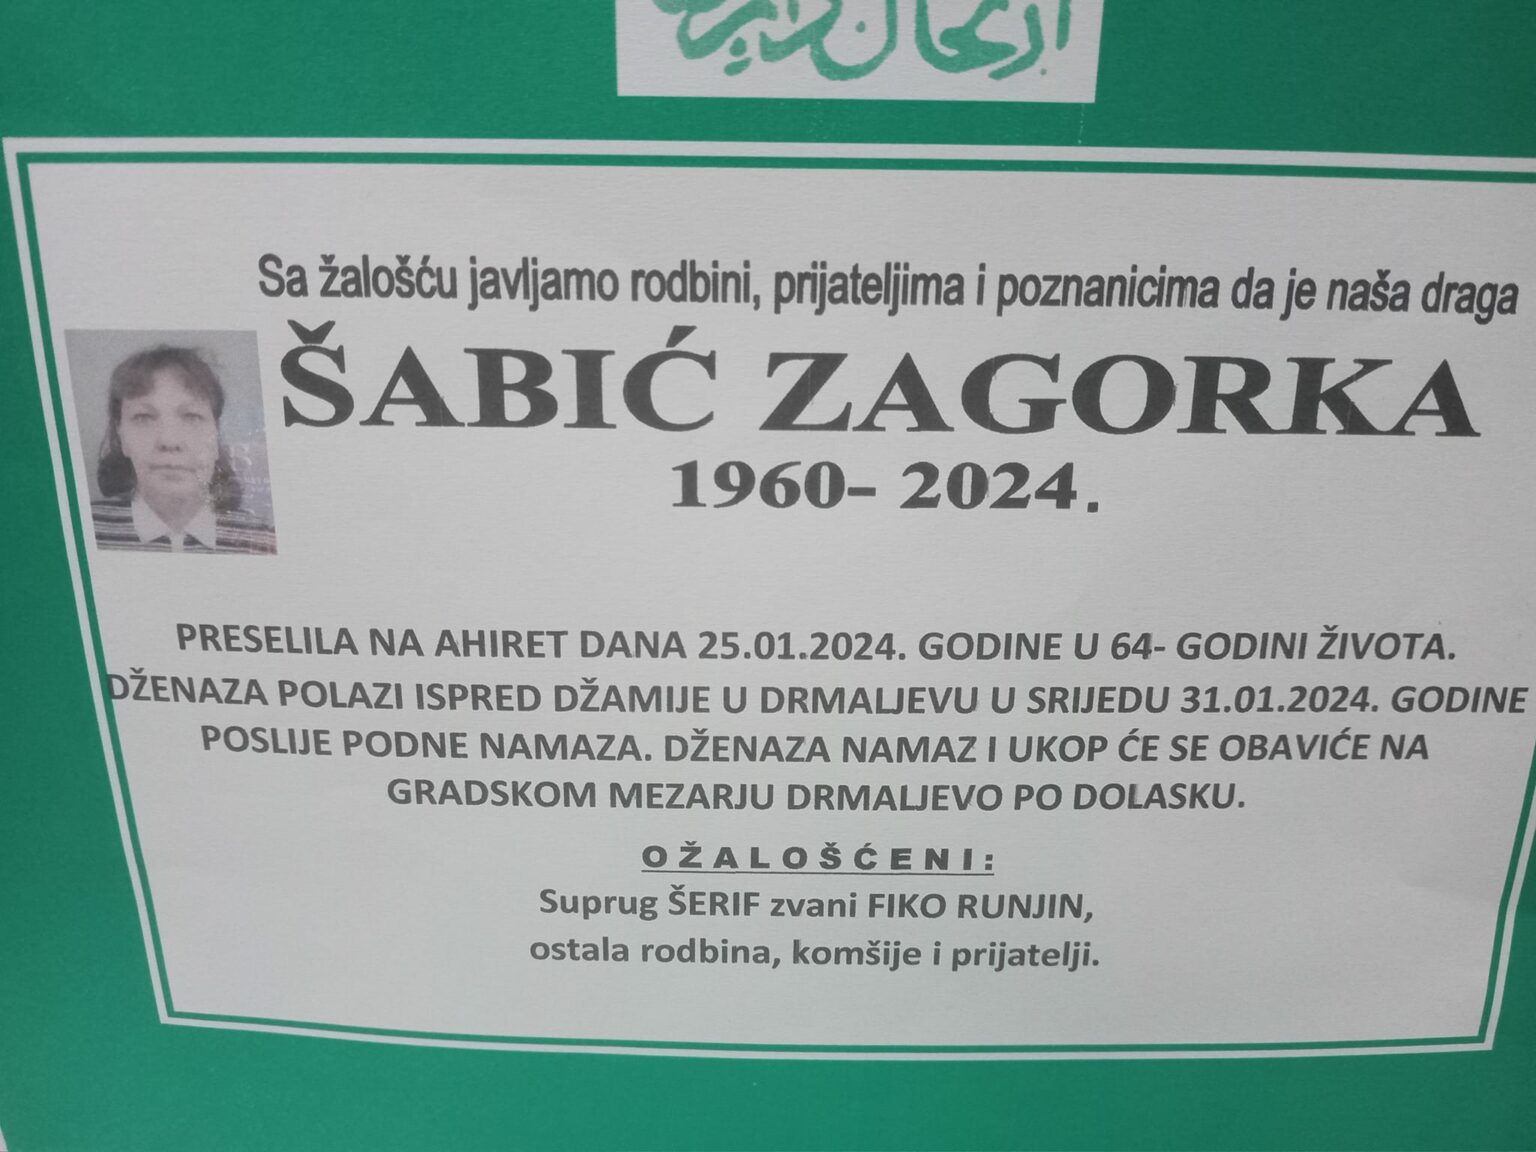 Sa žalošću javljamo rodbini, prijateljima i poznanicima da je naša draga
ŠABIĆ ZAGORKA
1960- 2024.
PRESELILA NA AHIRET DANA 25.01.2024. GODINE U 64- GODINI ŽIVOTA.
DŽENAZA POLAZI ISPRED DŽAMIJE U DRMALJEVU U SRIJEDU 31.01.2024. GODINE
POSLIJE PODNE NAMAZA. DŽENAZA NAMAZ I UKOP ĆE SE OBAVIĆE NA
GRADSKOM MEZARJU DRMALJEVO PO DOLASKU.
OŽALOŠĆENI:
Suprug ŠERIF zvani FIKO RUNJIN,
ostala rodbina, komšije i prijatelji.